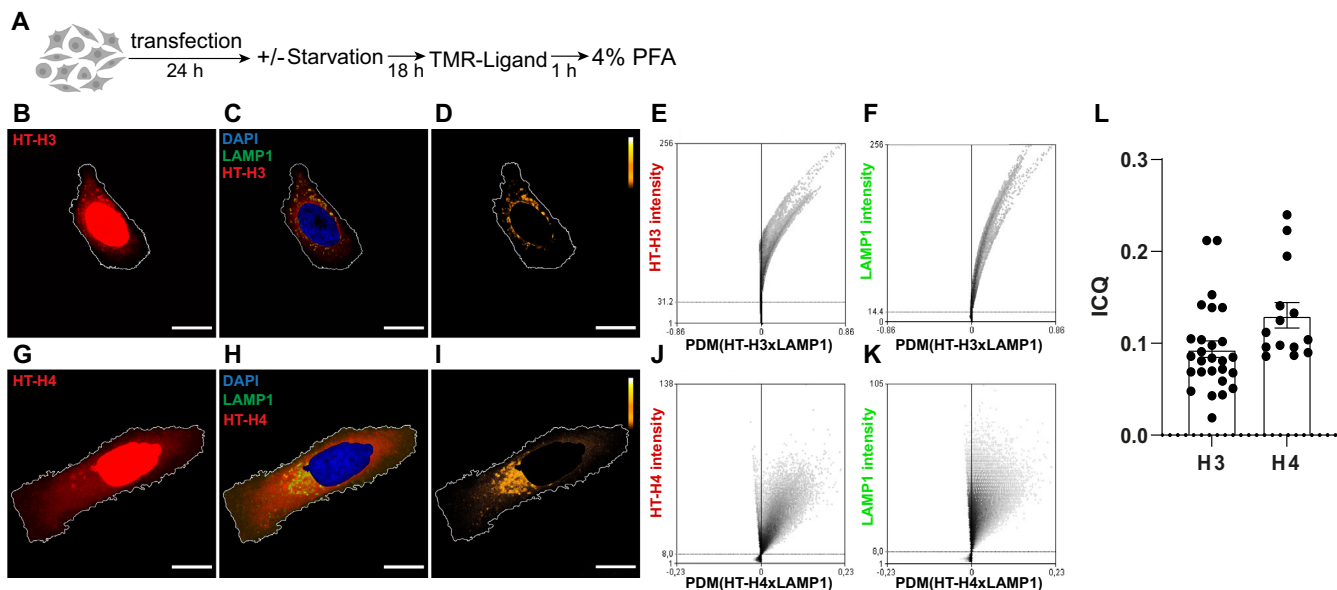 A
transfection
24 h
+/- Starvation
18 h
TMR-Ligand
1 h
4% PFA
B
HT-H3
C
DAPI
LAMP1
HT-H3
D
E
HT-H3 intensity
256
31.2
1
-0.86
0
0.86
PDM(HT-H3xLAMP1)
F
LAMP1 intensity
256
14.4
0
-0.86
0
0.86
PDM(HT-H3xLAMP1)
G
HT-H4
H
DAPI
LAMP1
HT-H4
I
J
HT-H4 intensity
138
8,0
1
-0,23
0
0,23
PDM(HT-H4xLAMP1)
K
LAMP1 intensity
105
8,0
1
-0,23
0
0,23
PDM(HT-H4xLAMP1)
L
ICQ
0.3
0.2
0.1
0.0
H3
H4